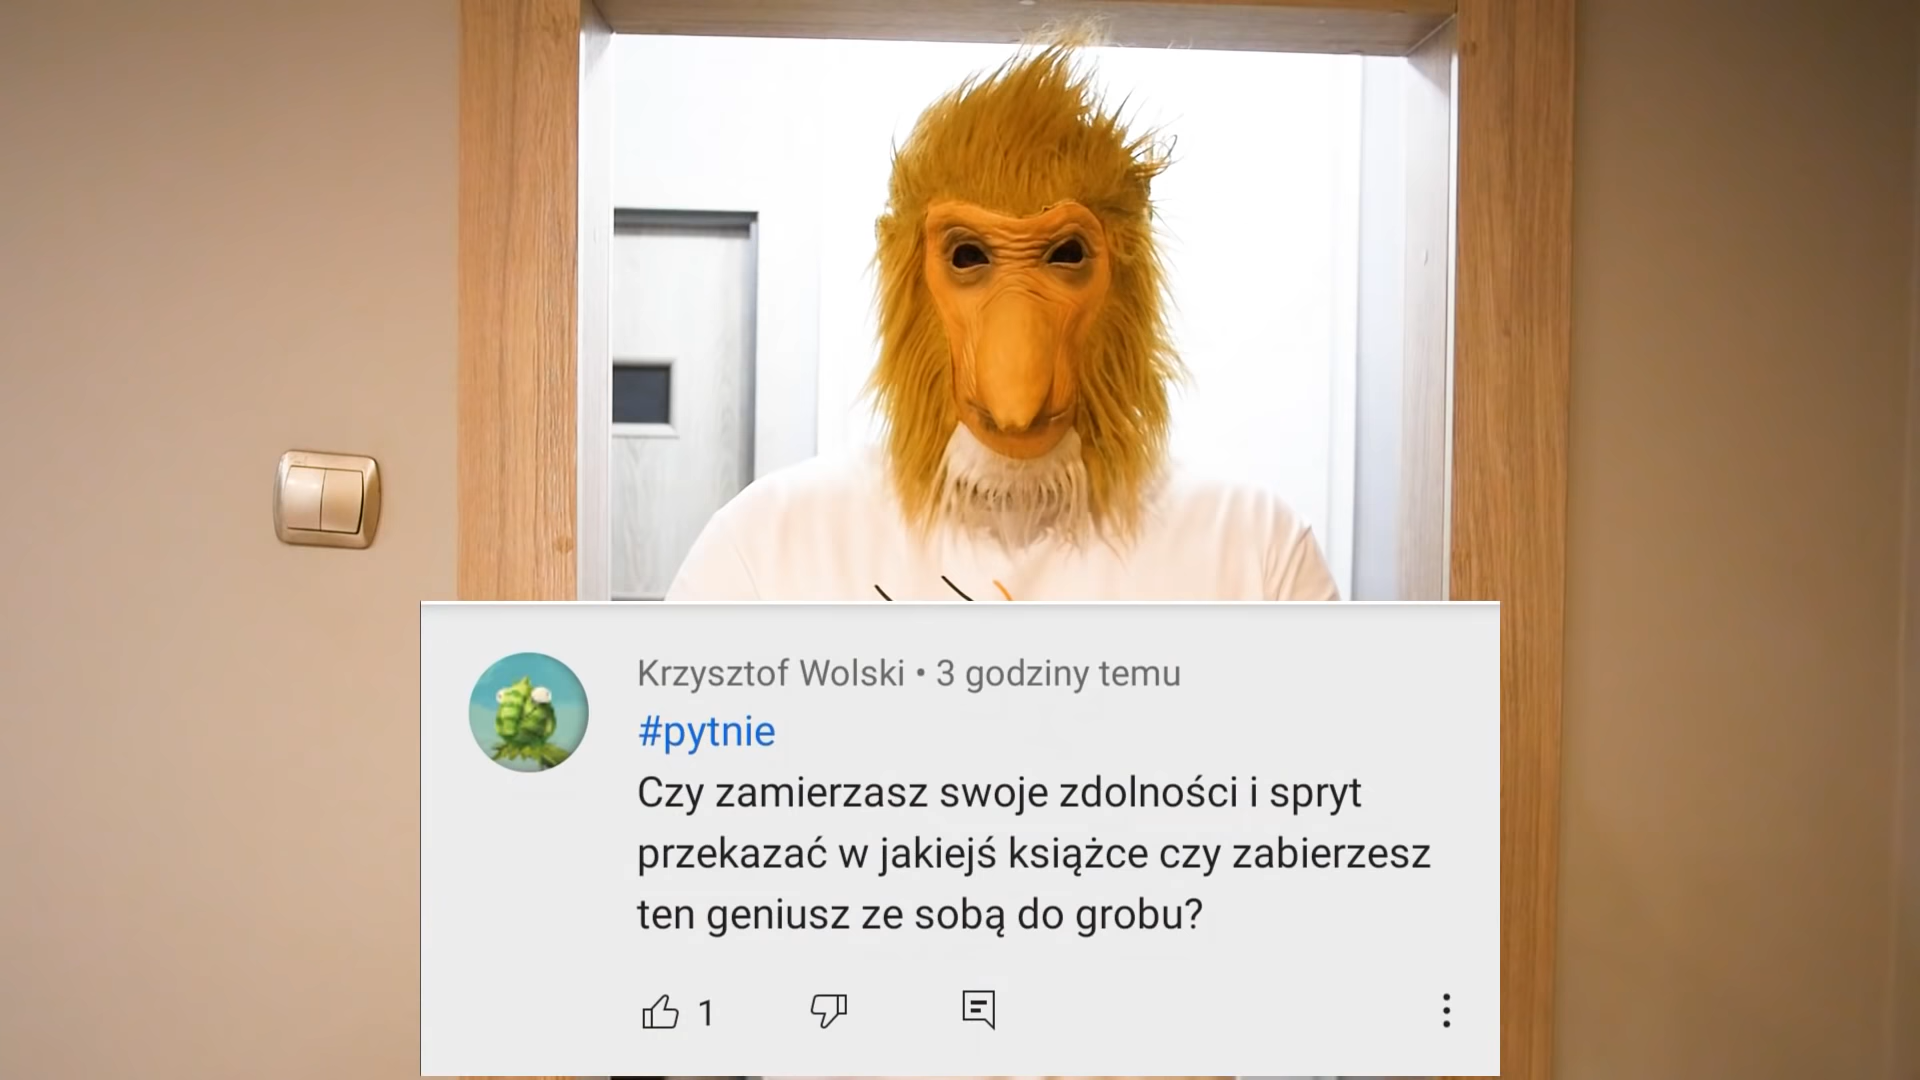 Krzysztof Wolski • 3 godziny temu
#pytnie
Czy zamierzasz swoje zdolności i spryt
przekazać w jakiejś książce czy zabierzesz
ten geniusz ze sobą do grobu?
1